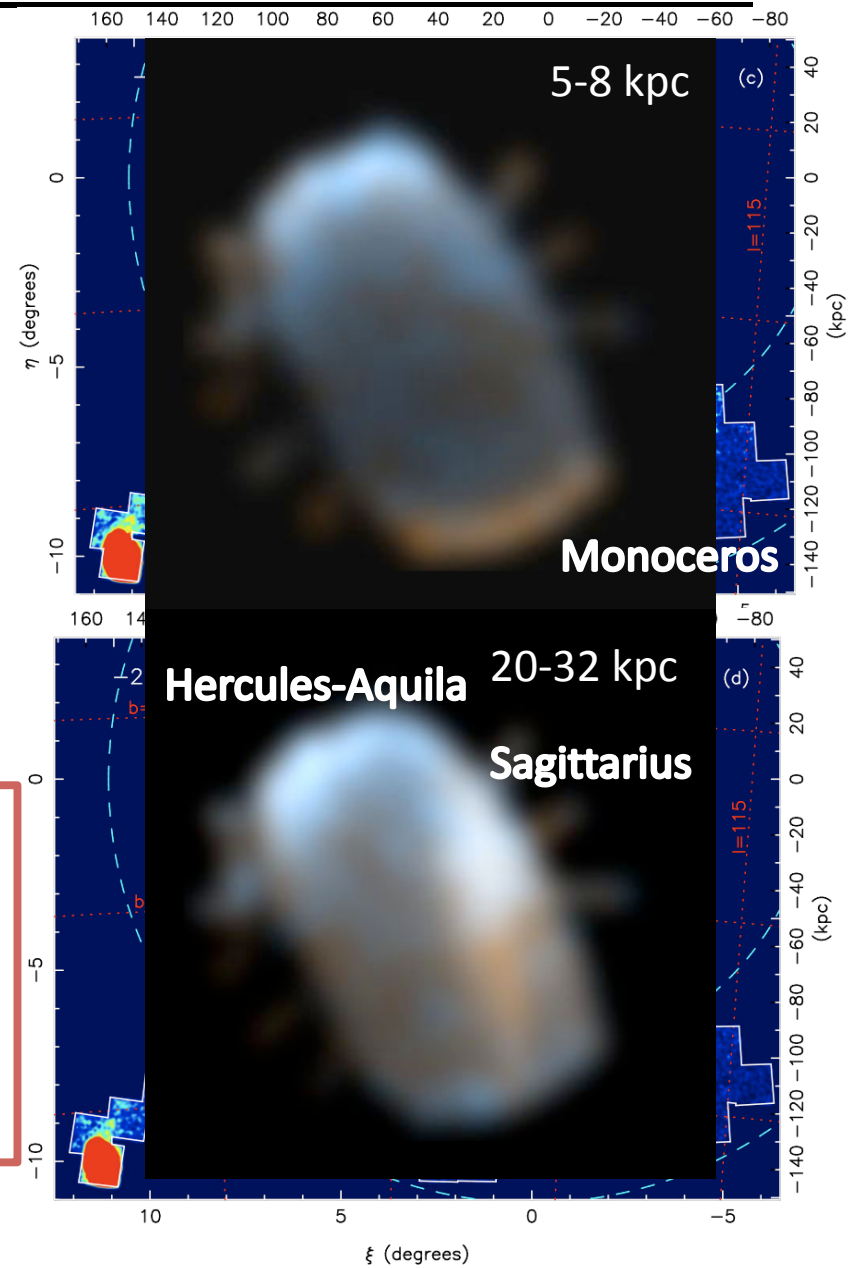 160 140 120 100 80 60 40 20 0 −20 −40 −60 −80
5-8 kpc
(c)
40
20
0
−20
−40
−60
−80
−100
−120
−140
(kpc)
l=115
0
−5
−10
η (degrees)
Monoceros
160 14
−80
Hercules-Aquila
20-32 kpc
(d)
−2
b=
Sagittarius
40
20
0
−20
−40
−60
−80
−100
−120
−140
(kpc)
l=115
b
0
−5
−10
10 5 0 −5
ξ (degrees)